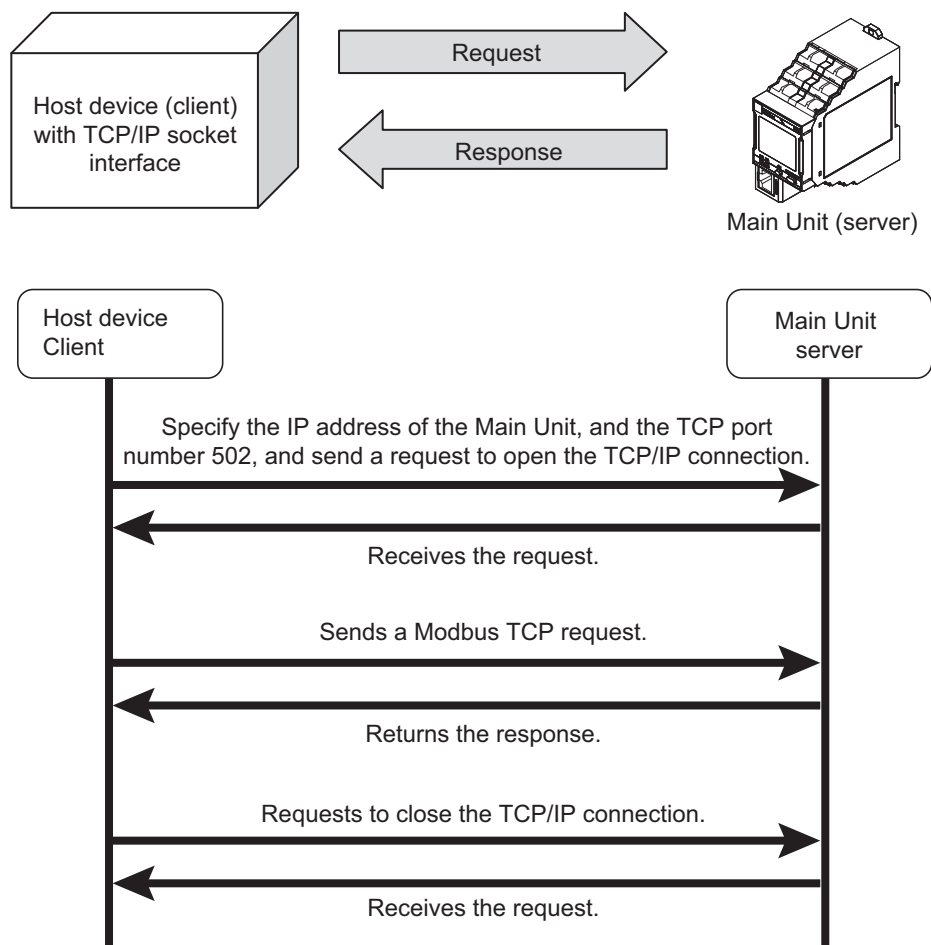 Request
Host device (client)
with TCP/IP socket
interface
Response
Main Unit (server)
Host device
Client
Main Unit
server
Specify the IP address of the Main Unit, and the TCP port
number 502, and send a request to open the TCP/IP connection.
Receives the request.
Sends a Modbus TCP request.
Returns the response.
Requests to close the TCP/IP connection.
Receives the request.